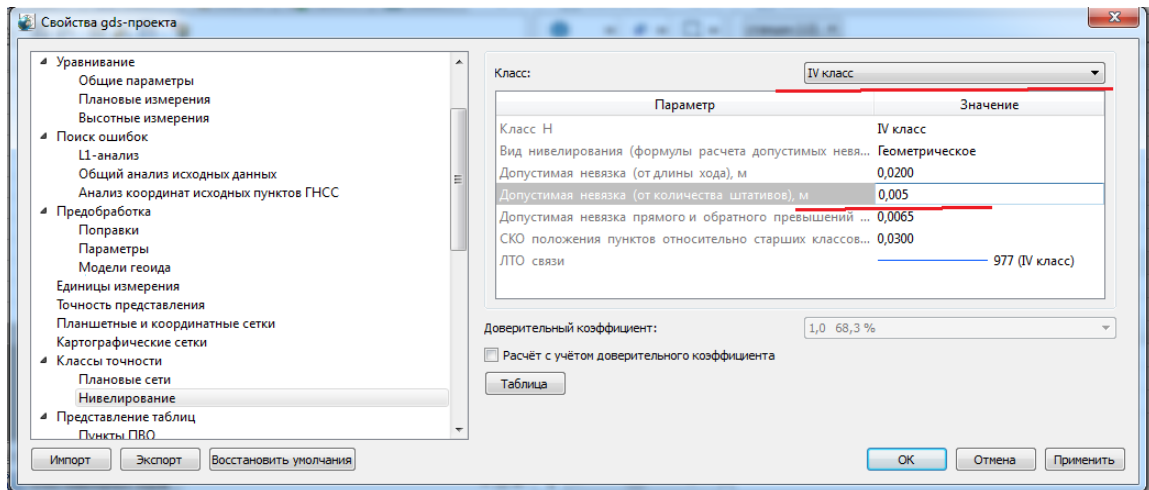 Свойства gds-проекта
Уравнивание
Общие параметры
Плановые измерения
Высотные измерения
Поиск ошибок
L1-анализ
Общий анализ исходных данных
Анализ координат исходных пунктов ГНСС
Предобработка
Поправки
Параметры
Модели геоида
Единицы измерения
Точность представления
Планшетные и координатные сетки
Картографические сетки
Классы точности
Плановые сети
Нивелирование
Представление таблиц
Пункты ПВО
Класс: IV класс
Параметр Значение
Класс H IV класс
Вид нивелирования (формулы расчета допустимых невя... Геометрическое
Допустимая невязка (от длины хода), м 0,0200
Допустимая невязка (от количества штативов), м 0,005
Допустимая невязка прямого и обратного превышений ... 0,0065
СКО положения пунктов относительно старших классов... 0,0300
ЛТО связи 977 (IV класс)
Доверительный коэффициент: 1,0 68,3 %
Расчёт с учётом доверительного коэффициента
Таблица
Импорт Экспорт Восстановить умолчания OK Отмена Применить